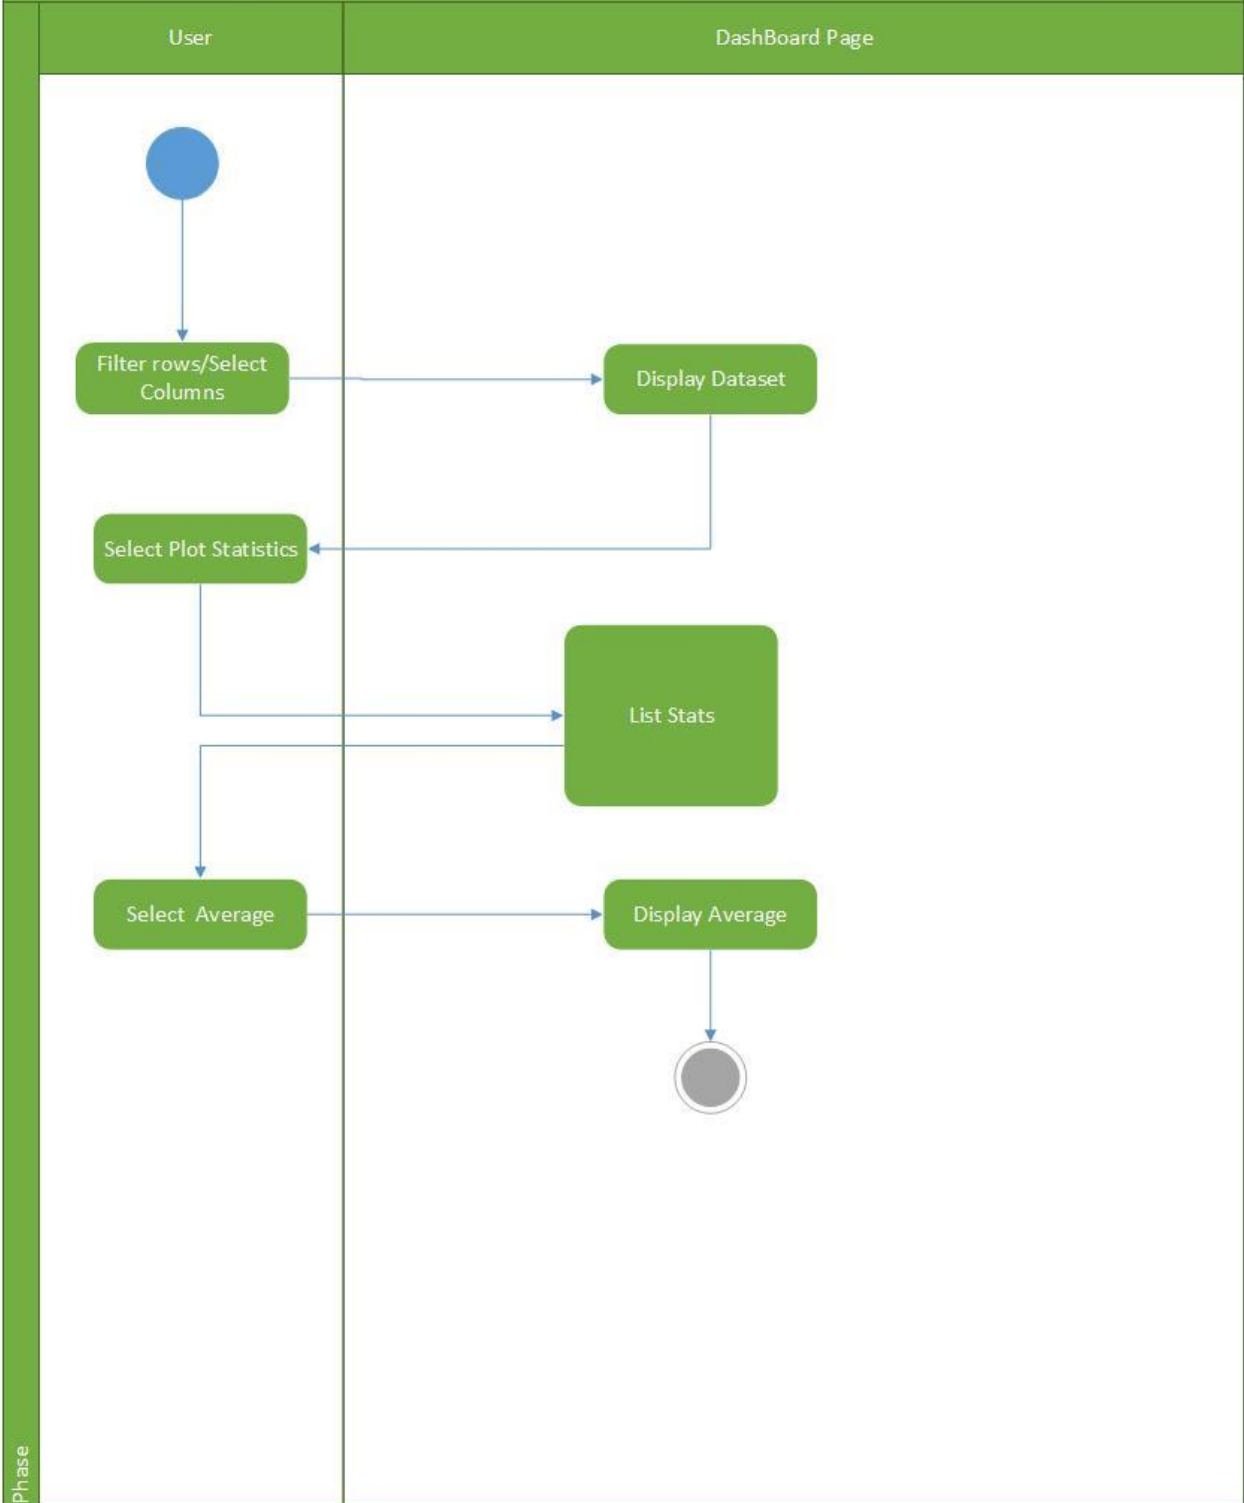 User
DashBoard Page
Filter rows/Select
Columns
Display Dataset
Select Plot Statistics
List Stats
Select  Average
Display Average
Phase